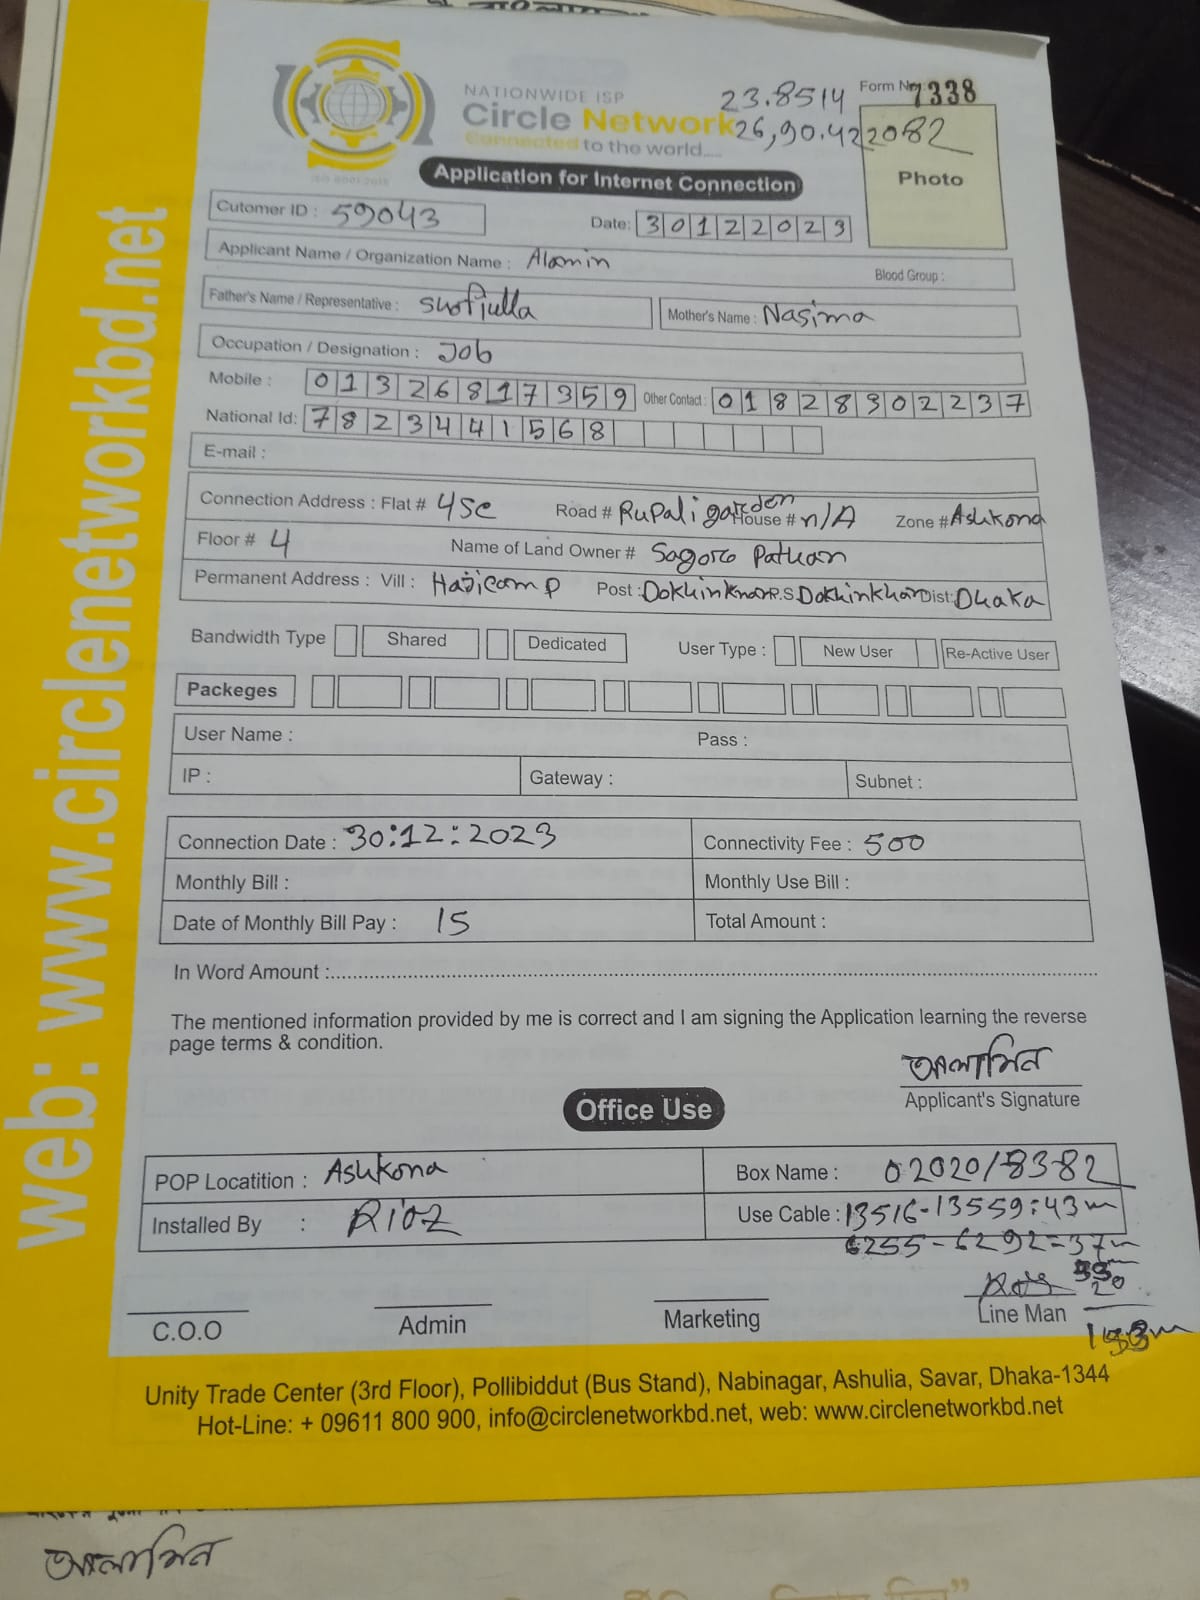 NATIONWIDE ISP
Circle Network
Connected to the world....
ISO 9001:2015
Form No 7338
23.8514
26,90.422082
Photo
Application for Internet Connection
Cutomer ID : 59043
Date: 30122023
Applicant Name / Organization Name : Alamin
Blood Group :
Father's Name / Representative : Shofiulla
Mother's Name : Nasima
Occupation / Designation : Job
Mobile : 01326817359 Other Contact : 01828302237
National Id: 7823441568
E-mail :
Connection Address : Flat # 4Se Road # Rupali garden House # n/A Zone # Ashkona
Floor # 4 Name of Land Owner # Sagor Pathan
Permanent Address : Vill : Hajicamp Post : Dokhinkhan P.S Dokhinkhan Dist: Dhaka
Bandwidth Type Shared Dedicated User Type : New User Re-Active User
Packeges
User Name : Pass :
IP : Gateway : Subnet :
Connection Date : 30:12:2023 Connectivity Fee : 500
Monthly Bill : Monthly Use Bill :
Date of Monthly Bill Pay : 15 Total Amount :
In Word Amount :
The mentioned information provided by me is correct and I am signing the Application learning the reverse
page terms & condition.
আলামিন
Applicant's Signature
Office Use
POP Locatition : Ashkona Box Name : 02020/8382
Installed By : Riaz Use Cable : 13516-13559:43m
6255-6292=37m
20
C.O.O Admin Marketing Line Man
Unity Trade Center (3rd Floor), Pollibiddut (Bus Stand), Nabinagar, Ashulia, Savar, Dhaka-1344
Hot-Line: + 09611 800 900, info@circlenetworkbd.net, web: www.circlenetworkbd.net
web: www.circlenetworkbd.net
আলামিন